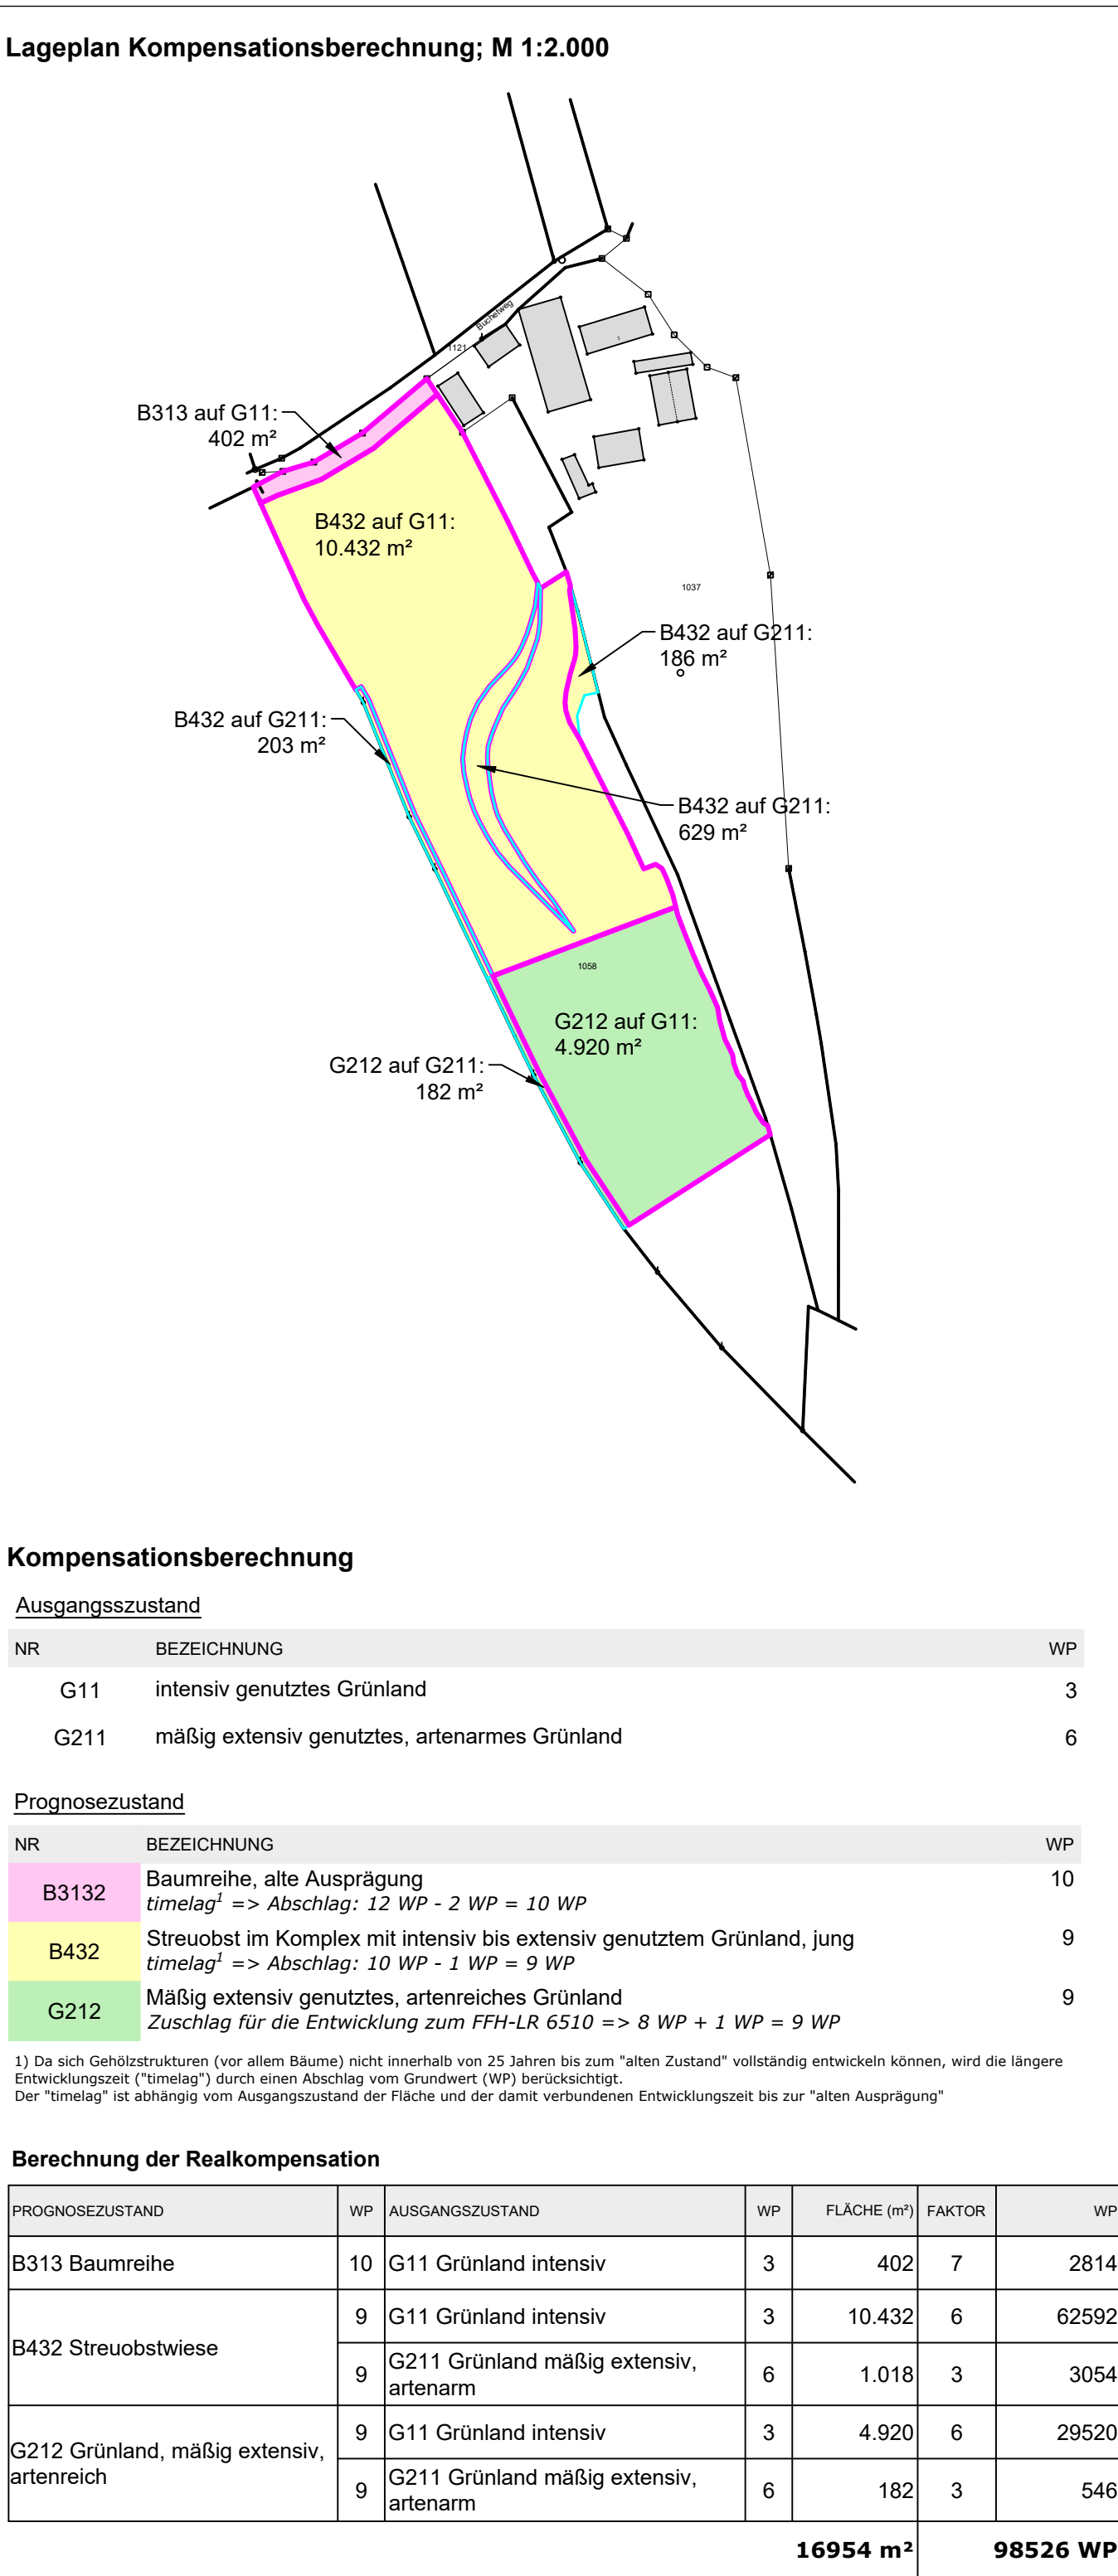 Lageplan Kompensationsberechnung; M 1:2.000
Buchetweg
1121
5
B313 auf G11:
402 m²
B432 auf G11:
10.432 m²
1037
B432 auf G211:
186 m²
B432 auf G211:
203 m²
B432 auf G211:
629 m²
1058
G212 auf G11:
4.920 m²
G212 auf G211:
182 m²
Kompensationsberechnung
Ausgangsszustand
NR BEZEICHNUNG WP
G11 intensiv genutztes Grünland 3
G211 mäßig extensiv genutztes, artenarmes Grünland 6
Prognosezustand
NR BEZEICHNUNG WP
B3132 Baumreihe, alte Ausprägung 10
timelag¹ => Abschlag: 12 WP - 2 WP = 10 WP
B432 Streuobst im Komplex mit intensiv bis extensiv genutztem Grünland, jung 9
timelag¹ => Abschlag: 10 WP - 1 WP = 9 WP
G212 Mäßig extensiv genutztes, artenreiches Grünland 9
Zuschlag für die Entwicklung zum FFH-LR 6510 => 8 WP + 1 WP = 9 WP
1) Da sich Gehölzstrukturen (vor allem Bäume) nicht innerhalb von 25 Jahren bis zum "alten Zustand" vollständig entwickeln können, wird die längere
Entwicklungszeit ("timelag") durch einen Abschlag vom Grundwert (WP) berücksichtigt.
Der "timelag" ist abhängig vom Ausgangszustand der Fläche und der damit verbundenen Entwicklungszeit bis zur "alten Ausprägung"
Berechnung der Realkompensation
PROGNOSEZUSTAND WP AUSGANGSZUSTAND WP FLÄCHE (m²) FAKTOR WP
B313 Baumreihe 10 G11 Grünland intensiv 3 402 7 2814
B432 Streuobstwiese 9 G11 Grünland intensiv 3 10.432 6 62592
9 G211 Grünland mäßig extensiv,
artenarm 6 1.018 3 3054
G212 Grünland, mäßig extensiv,
artenreich 9 G11 Grünland intensiv 3 4.920 6 29520
9 G211 Grünland mäßig extensiv,
artenarm 6 182 3 546
16954 m² 98526 WP